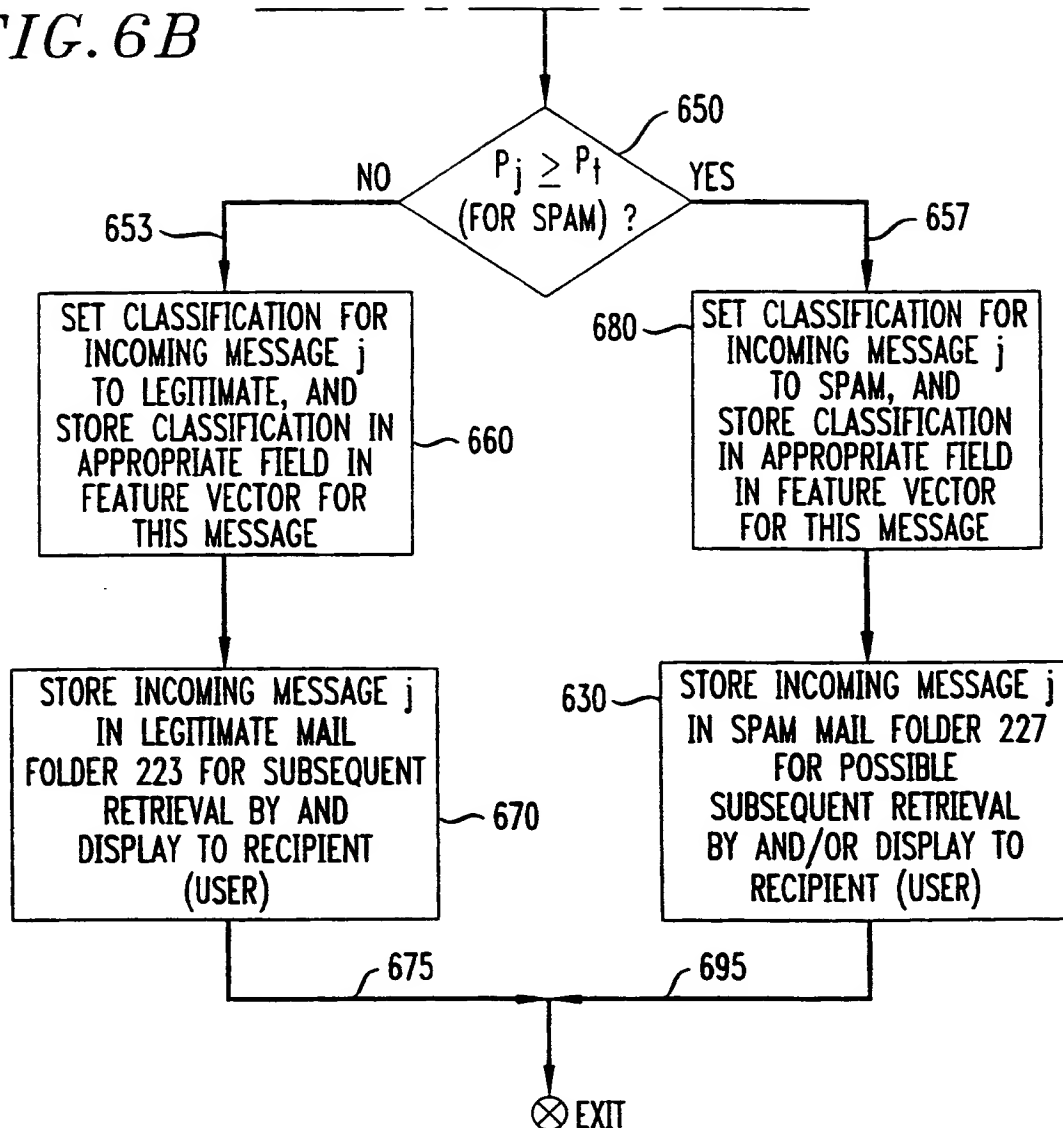 FIG. 6B
650
P j ≥ P t
(FOR SPAM) ?
NO
YES
653
657
SET CLASSIFICATION FOR
INCOMING MESSAGE j
TO LEGITIMATE, AND
STORE CLASSIFICATION IN
APPROPRIATE FIELD IN
FEATURE VECTOR FOR
THIS MESSAGE
660
680
SET CLASSIFICATION FOR
INCOMING MESSAGE j
TO SPAM, AND
STORE CLASSIFICATION
IN APPROPRIATE FIELD
IN FEATURE VECTOR
FOR THIS MESSAGE
STORE INCOMING MESSAGE j
IN LEGITIMATE MAIL
FOLDER 223 FOR SUBSEQUENT
RETRIEVAL BY AND
DISPLAY TO RECIPIENT
(USER)
670
630
STORE INCOMING MESSAGE j
IN SPAM MAIL FOLDER 227
FOR POSSIBLE
SUBSEQUENT RETRIEVAL
BY AND/OR DISPLAY TO
RECIPIENT (USER)
675
695
EXIT